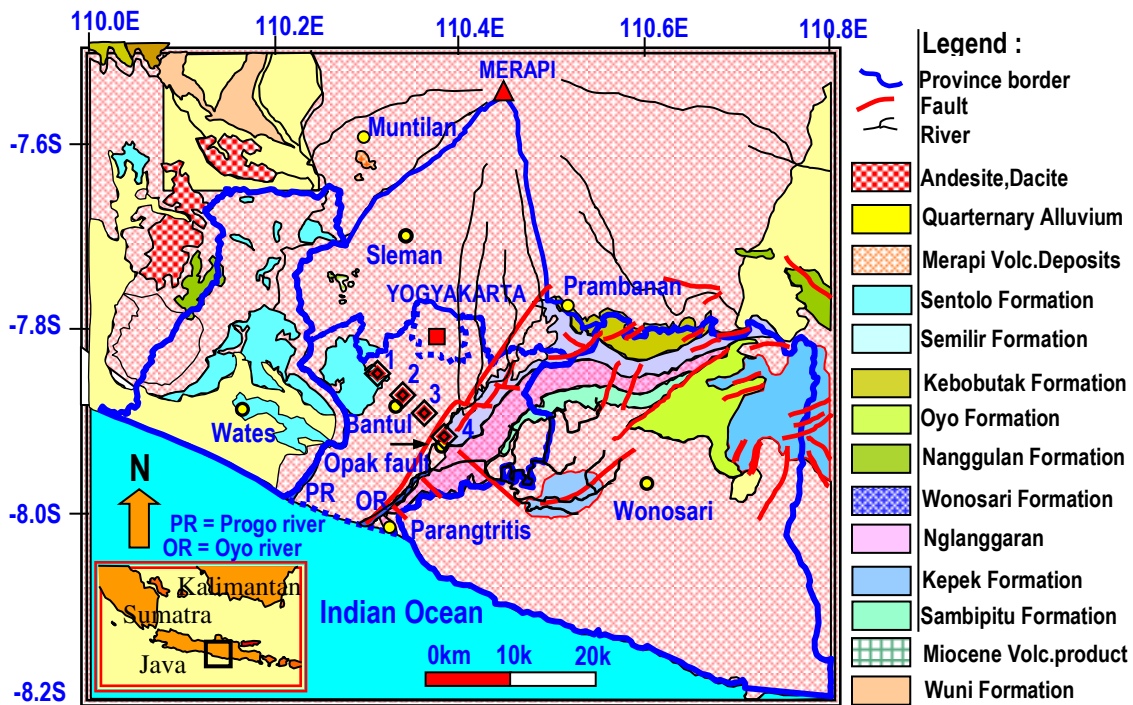 110.0E
110.2E
110.4E
110.6E
110.8E
-7.6S
-7.8S
-8.0S
-8.2S
MERAPI
Muntilan
Sleman
YOGYAKARTA
Prambanan
1
2
3
4
Bantul
Wates
Opak fault
PR
OR
Parangtritis
Wonosari
N
PR = Progo river
OR = Oyo river
Kalimantan
Sumatra
Java
Indian Ocean
0km
10k
20k
Legend :
Province border
Fault
River
Andesite,Dacite
Quarternary Alluvium
Merapi Volc.Deposits
Sentolo Formation
Semilir Formation
Kebobutak Formation
Oyo Formation
Nanggulan Formation
Wonosari Formation
Nglanggaran
Kepek Formation
Sambipitu Formation
Miocene Volc.product
Wuni Formation